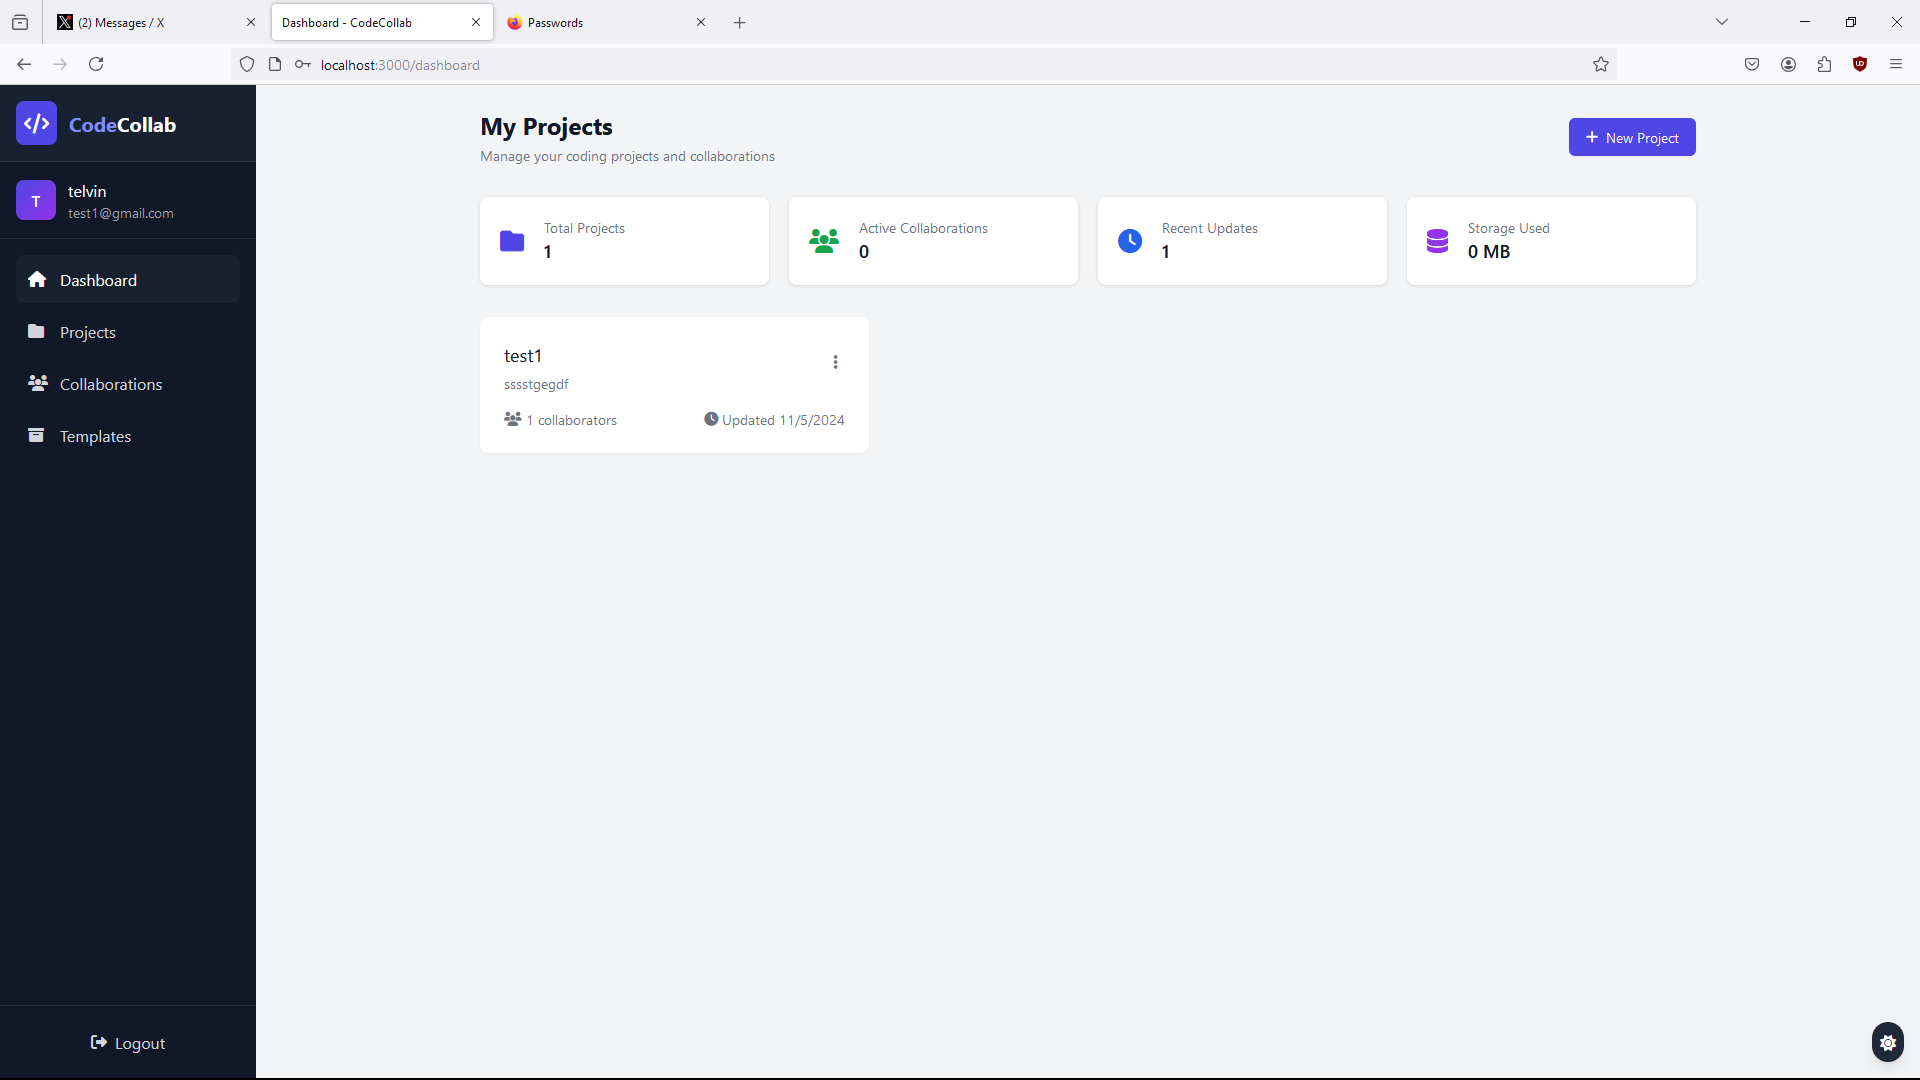 (2) Messages / X
Dashboard - CodeCollab
Passwords
localhost:3000/dashboard
CodeCollab
T
telvin
test1@gmail.com
Dashboard
Projects
Collaborations
Templates
Logout
My Projects
Manage your coding projects and collaborations
New Project
Total Projects
1
Active Collaborations
0
Recent Updates
1
Storage Used
0 MB
test1
sssstgegdf
1 collaborators
Updated 11/5/2024